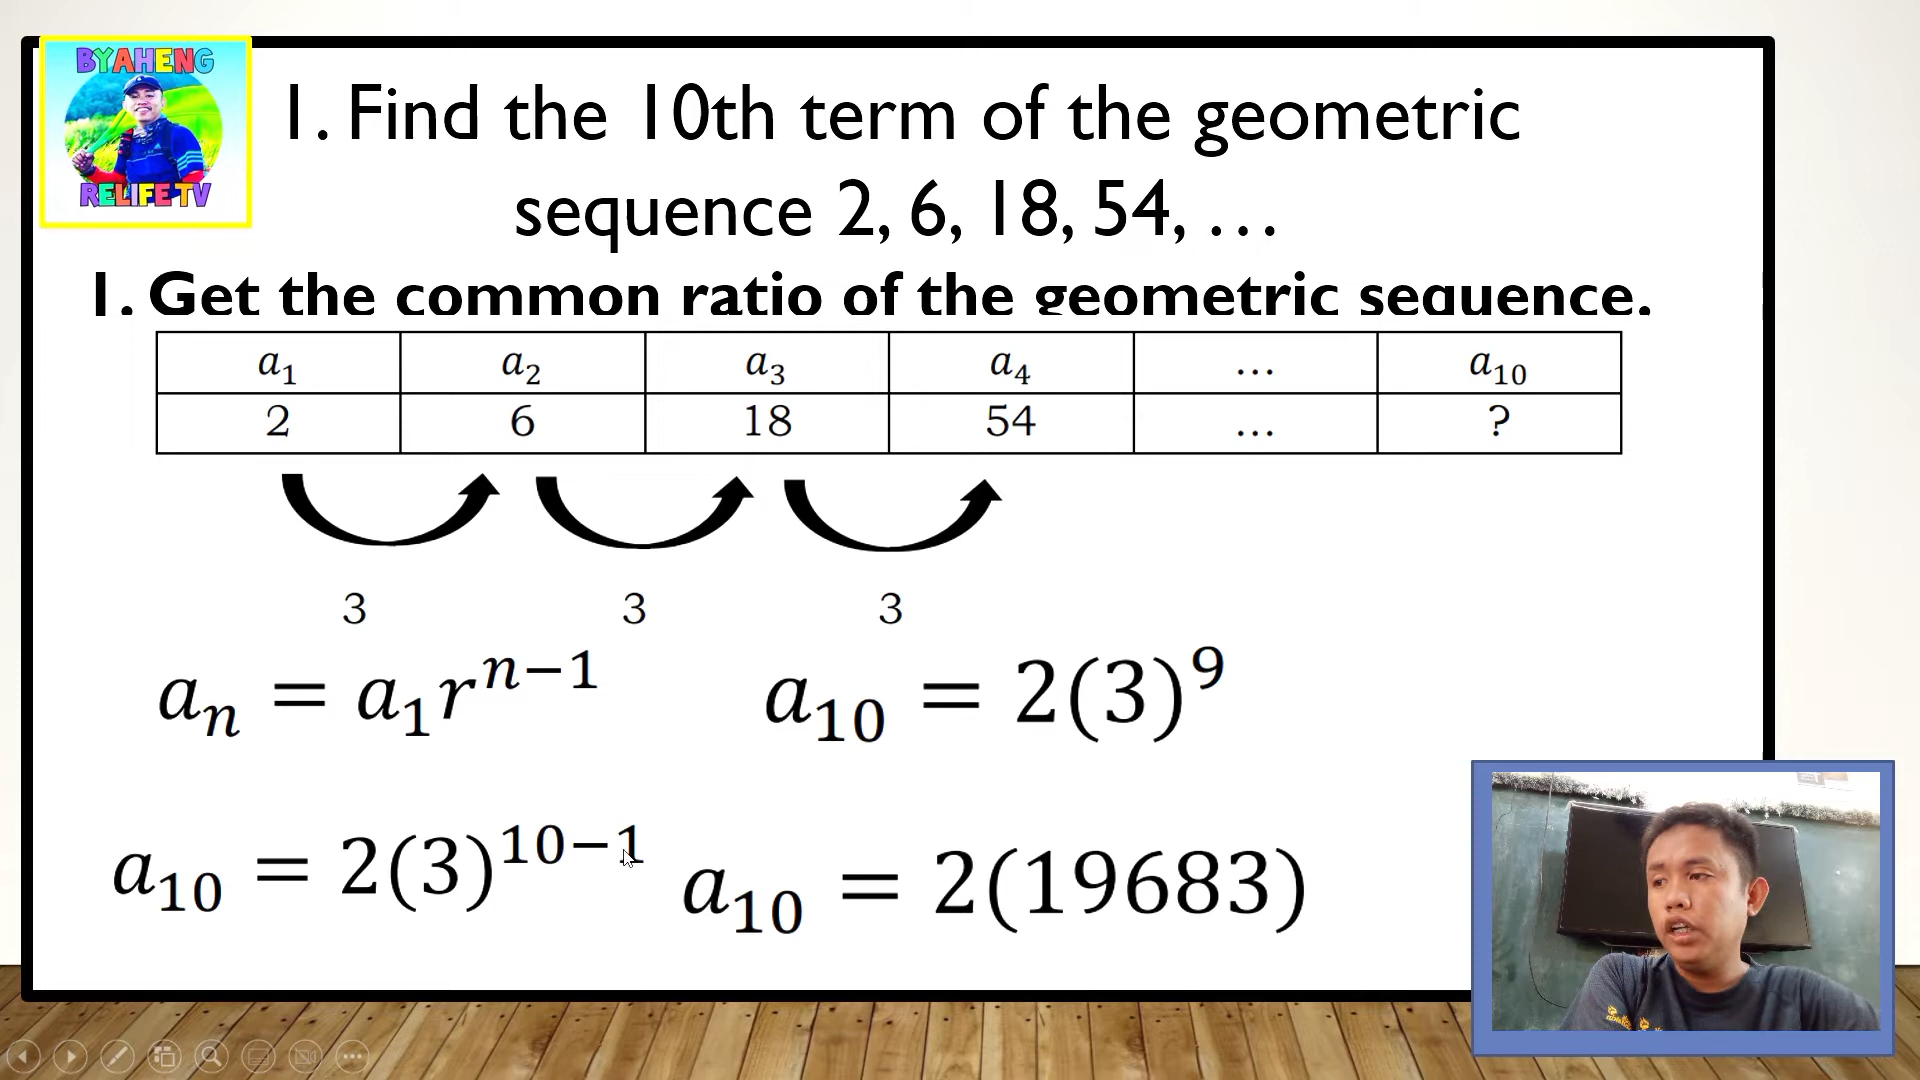 BYAHENG
RELIFE TV
1. Find the 10th term of the geometric
sequence 2, 6, 18, 54, …
1. Get the common ratio of the geometric sequence.
a₁ a₂ a₃ a₄ … a₁₀
2 6 18 54 … ?
3 3 3
aₙ = a₁rⁿ⁻¹
a₁₀ = 2(3)⁹
a₁₀ = 2(3)¹⁰⁻¹
a₁₀ = 2(19683)